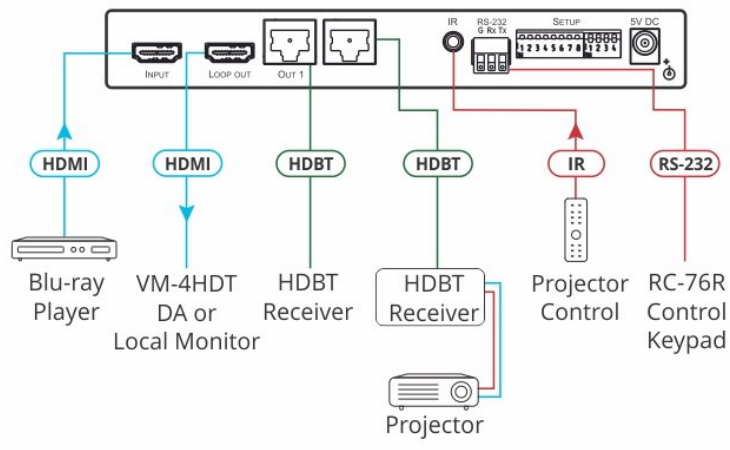 IR
RS-232
G Rx Tx
SETUP
5V DC
1 2 3 4 5 6 7 8
1 2 3 4
INPUT
LOOP OUT
OUT 1
+
HDMI
HDMI
HDBT
HDBT
IR
RS-232
Blu-ray
Player
VM-4HDT
DA or
Local Monitor
HDBT
Receiver
HDBT
Receiver
Projector
Control
RC-76R
Control
Keypad
Projector